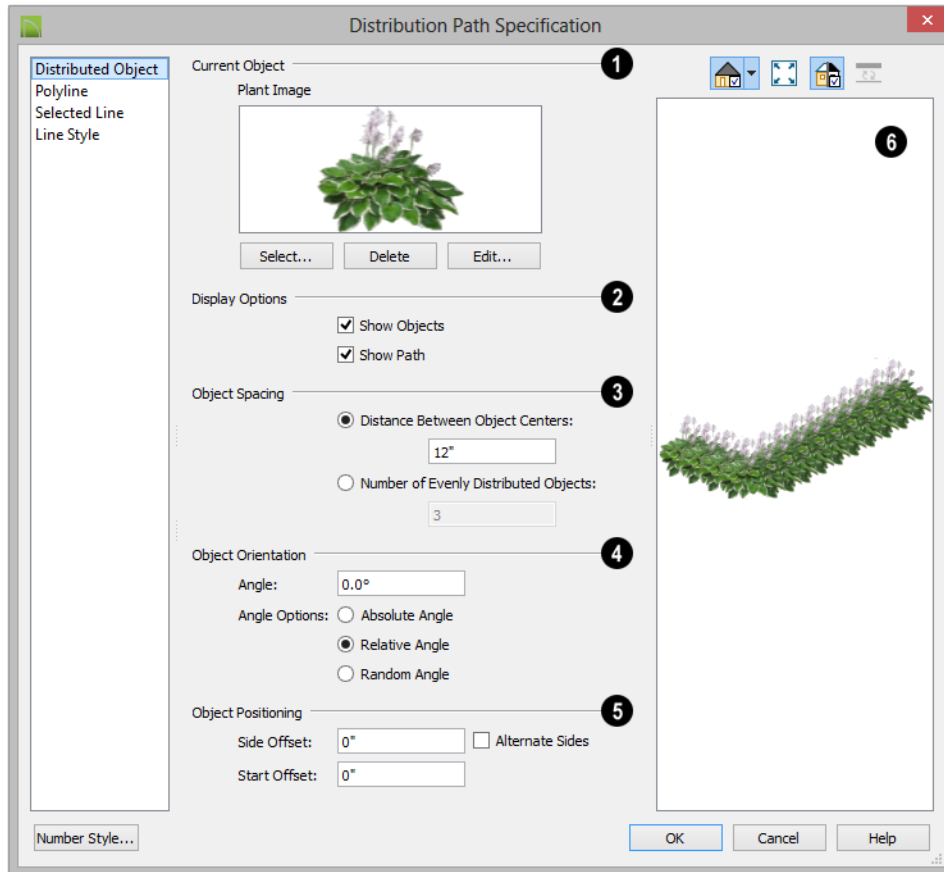 Distribution Path Specification
Distributed Object
Polyline
Selected Line
Line Style
Current Object 1
Plant Image
Select... Delete Edit...
Display Options 2
Show Objects
Show Path
Object Spacing 3
Distance Between Object Centers:
12"
Number of Evenly Distributed Objects:
3
Object Orientation 4
Angle: 0.0°
Angle Options: Absolute Angle
Relative Angle
Random Angle
Object Positioning 5
Side Offset: 0" Alternate Sides
Start Offset: 0"
6
Number Style... OK Cancel Help